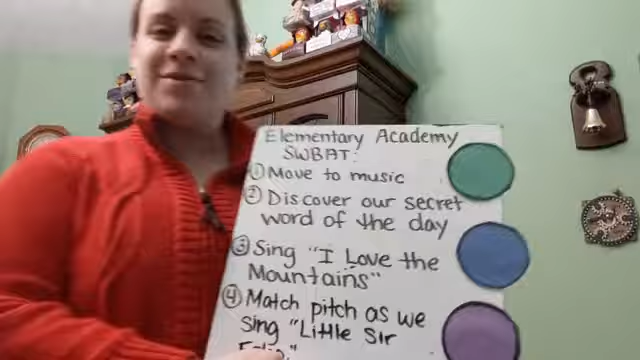 Elementary Academy
SWBAT:
① Move to music
② Discover our secret
word of the day
③ Sing "I Love the
Mountains"
④ Match pitch as we
sing "Little Sir